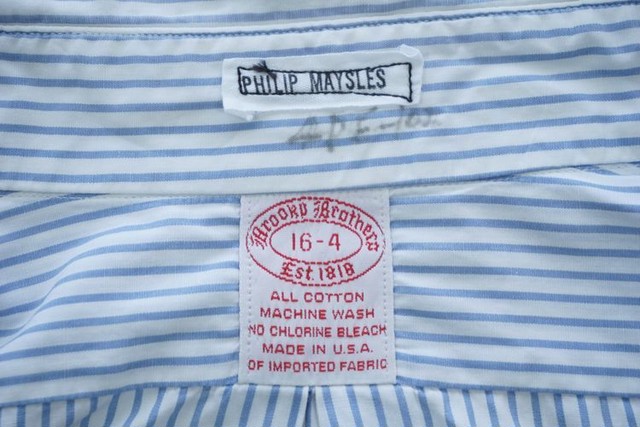 PHILIP MAYSLES
Brooks Brothers
16-4
Est. 1818
ALL COTTON
MACHINE WASH
NO CHLORINE BLEACH
MADE IN U.S.A.
OF IMPORTED FABRIC